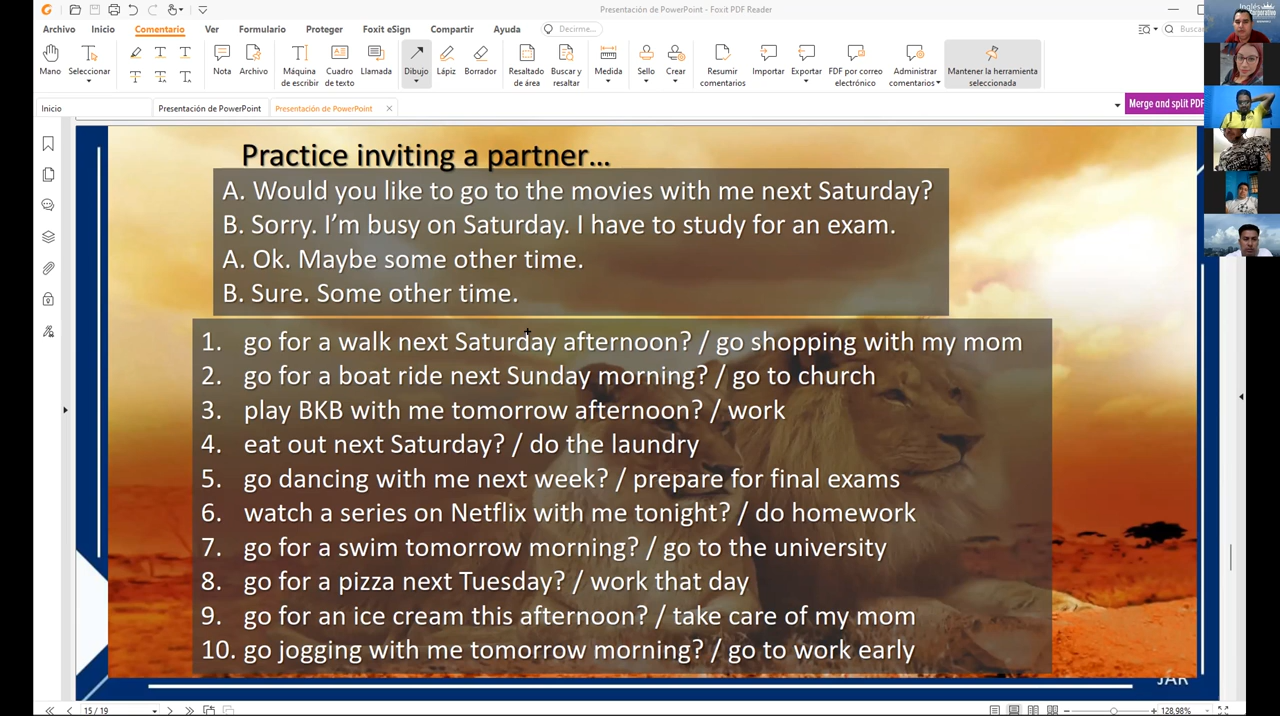 Presentación de PowerPoint - Foxit PDF Reader
Archivo Inicio Comentario Ver Formulario Proteger Foxit eSign Compartir Ayuda Decirme... Buscar
Mano Seleccionar Nota Archivo Máquina de escribir Cuadro de texto Llamada Dibujo Lápiz Borrador Resaltado de área Buscar y resaltar Medida Sello Crear Resumir comentarios Importar Exportar FDF por correo electrónico Administrar comentarios Mantener la herramienta seleccionada
Inicio Presentación de PowerPoint Presentación de PowerPoint Merge and split PDF
Practice inviting a partner...
A. Would you like to go to the movies with me next Saturday?
B. Sorry. I'm busy on Saturday. I have to study for an exam.
A. Ok. Maybe some other time.
B. Sure. Some other time.
1. go for a walk next Saturday afternoon? / go shopping with my mom
2. go for a boat ride next Sunday morning? / go to church
3. play BKB with me tomorrow afternoon? / work
4. eat out next Saturday? / do the laundry
5. go dancing with me next week? / prepare for final exams
6. watch a series on Netflix with me tonight? / do homework
7. go for a swim tomorrow morning? / go to the university
8. go for a pizza next Tuesday? / work that day
9. go for an ice cream this afternoon? / take care of my mom
10. go jogging with me tomorrow morning? / go to work early
JAR
15 / 19 128,98%